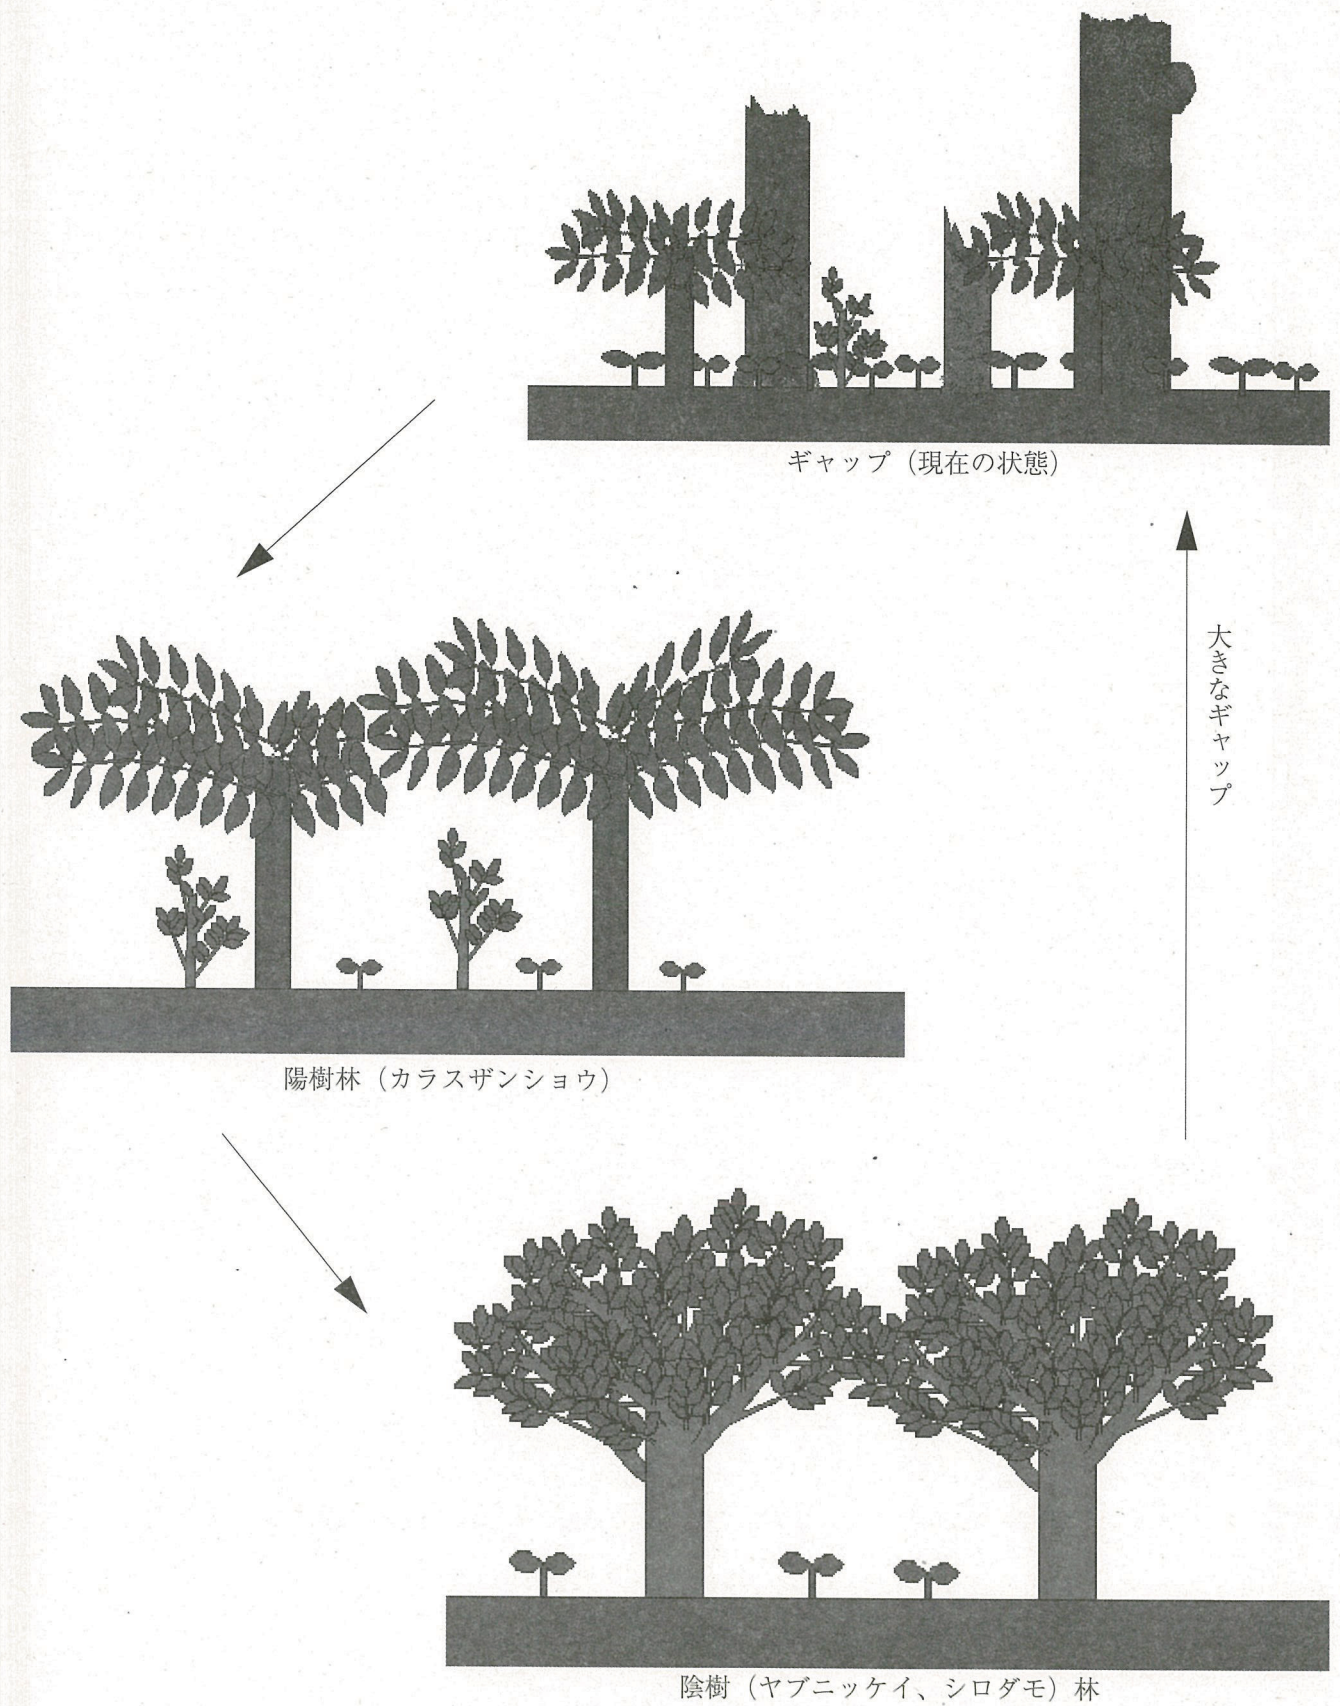 ギャップ（現在の状態）
大きなギャップ
陽樹林（カラスザンショウ）
陰樹（ヤブニッケイ、シロダモ）林